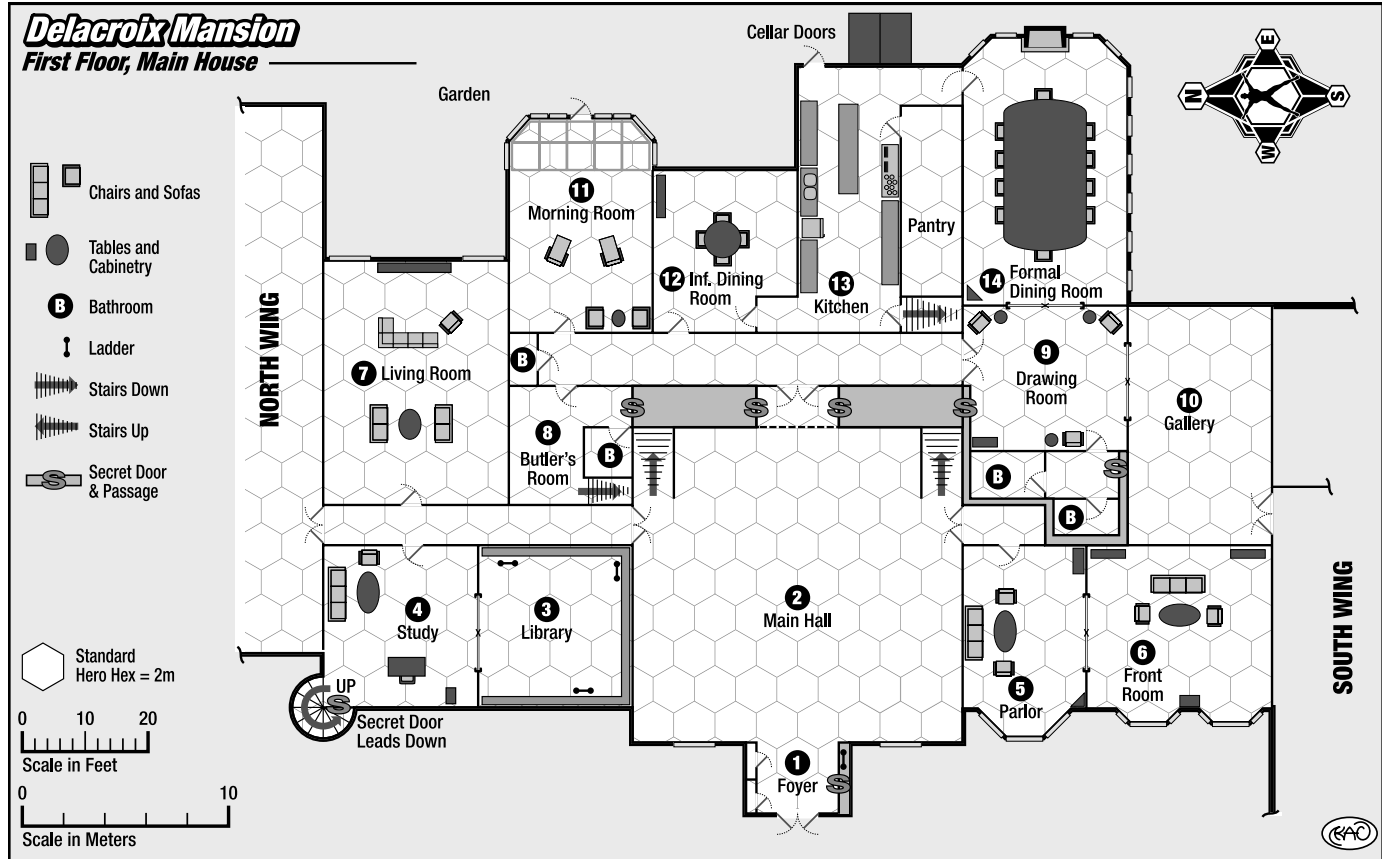 Delacroix Mansion
First Floor, Main House
Cellar Doors
Garden
E
N
S
W
Chairs and Sofas
Tables and
Cabinetry
B
Bathroom
Ladder
Stairs Down
Stairs Up
S
Secret Door
& Passage
NORTH WING
11
Morning Room
12 Inf. Dining
Room
13
Kitchen
Pantry
14 Formal
Dining Room
7 Living Room
B
9
Drawing
Room
10
Gallery
S
S
S
S
8
Butler's
Room
B
B
S
B
2
Main Hall
4
Study
3
Library
5
Parlor
6
Front
Room
SOUTH WING
UP
S
Secret Door
Leads Down
1
Foyer
S
Standard
Hero Hex = 2m
0 10 20
Scale in Feet
0 10
Scale in Meters
KAC